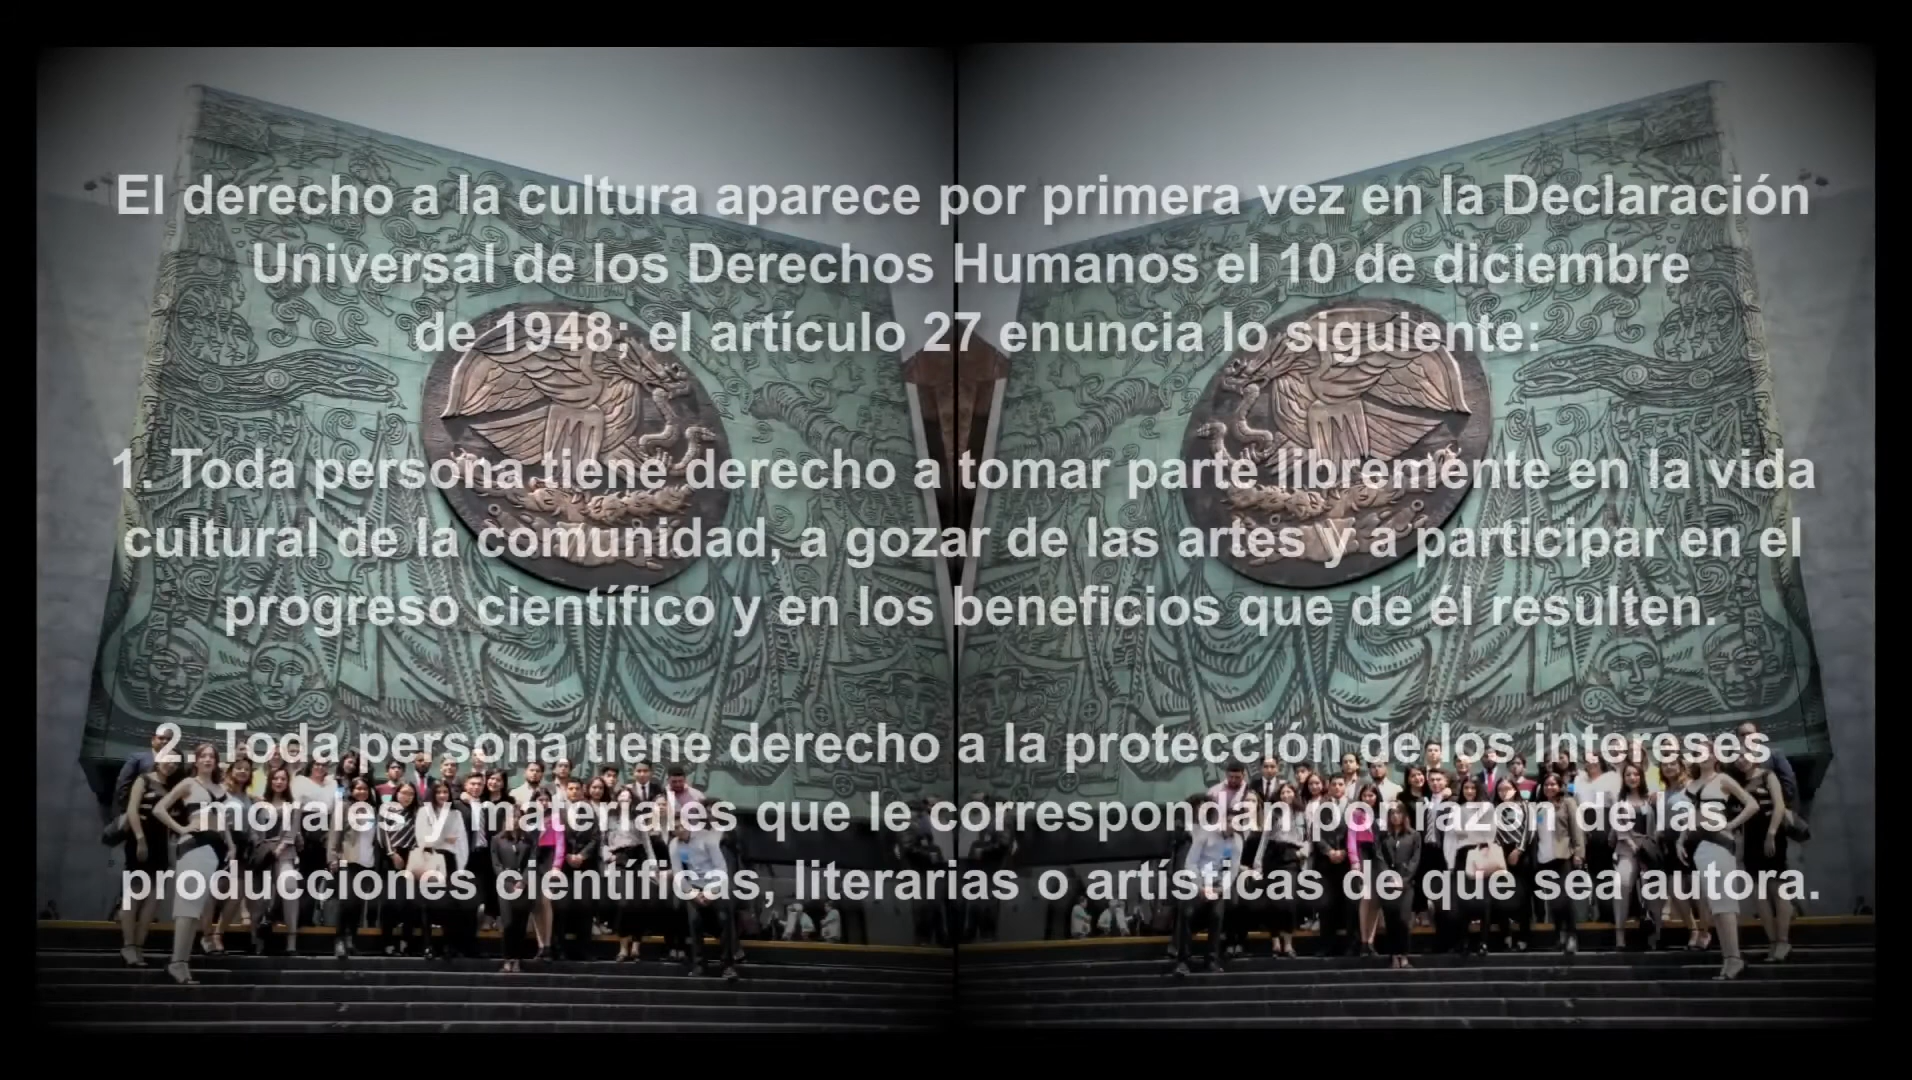 El derecho a la cultura aparece por primera vez en la Declaración
Universal de los Derechos Humanos el 10 de diciembre
de 1948; el artículo 27 enuncia lo siguiente:
1. Toda persona tiene derecho a tomar parte libremente en la vida
cultural de la comunidad, a gozar de las artes y a participar en el
progreso científico y en los beneficios que de él resulten.
2. Toda persona tiene derecho a la protección de los intereses
morales y materiales que le correspondan por razón de las
producciones científicas, literarias o artísticas de que sea autora.